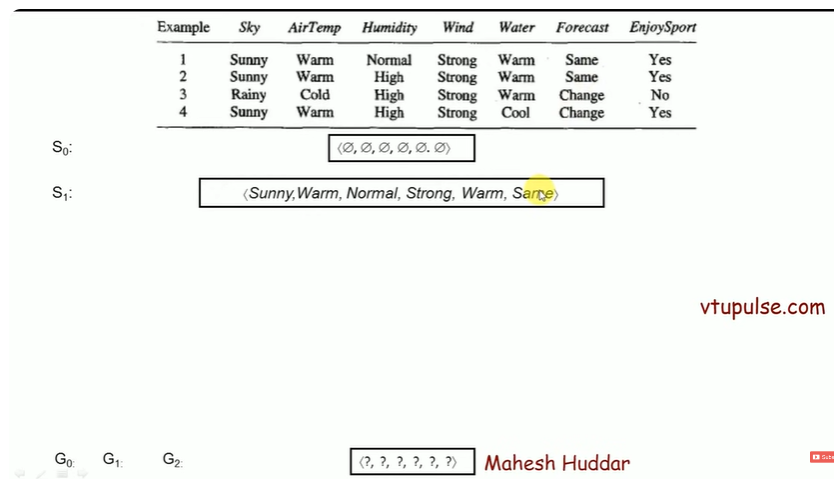 Example Sky AirTemp Humidity Wind Water Forecast EnjoySport
1 Sunny Warm Normal Strong Warm Same Yes
2 Sunny Warm High Strong Warm Same Yes
3 Rainy Cold High Strong Warm Change No
4 Sunny Warm High Strong Cool Change Yes
S0: ⟨∅, ∅, ∅, ∅, ∅. ∅⟩
S1: ⟨Sunny,Warm, Normal, Strong, Warm, Same⟩
vtupulse.com
G0: G1: G2: ⟨?, ?, ?, ?, ?, ?⟩ Mahesh Huddar